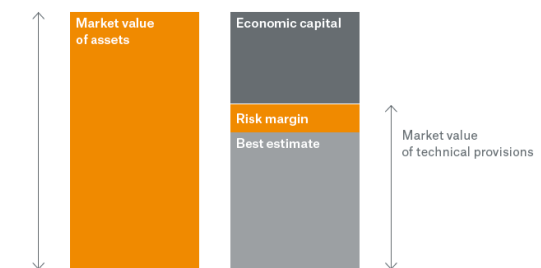 Market value
of assets
Economic capital
Risk margin
Best estimate
Market value
of technical provisions